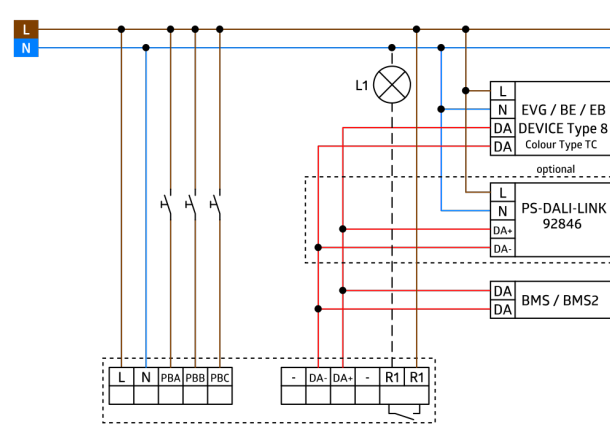 L
N
L1
L
N EVG / BE / EB
DA DEVICE Type 8
DA Colour Type TC
optional
L
N PS-DALI-LINK
DA+ 92846
DA-
DA BMS / BMS2
DA
L N PBA PBB PBC - DA- DA+ - R1 R1